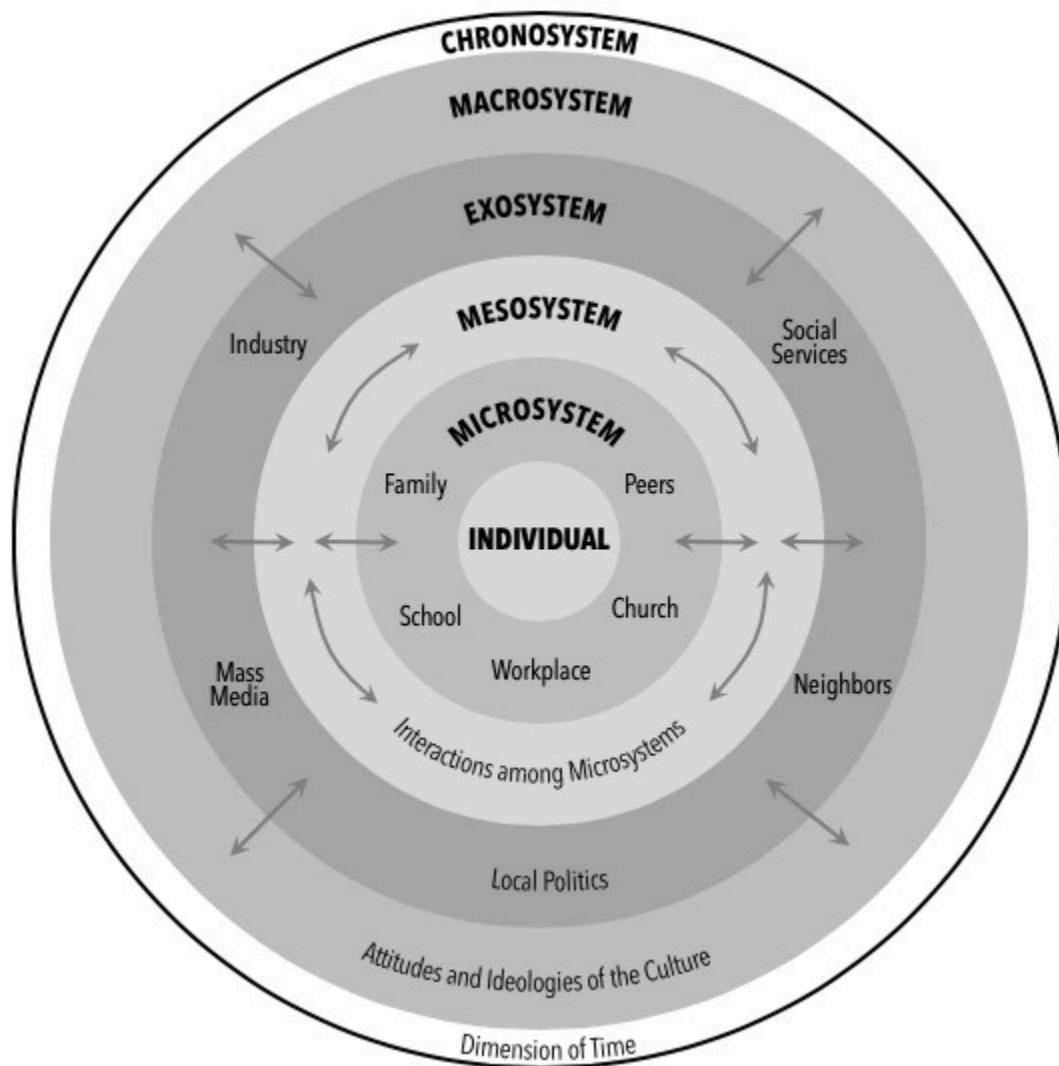 CHRONOSYSTEM
MACROSYSTEM
EXOSYSTEM
MESOSYSTEM
Industry
Social
Services
MICROSYSTEM
Family
Peers
INDIVIDUAL
School
Church
Workplace
Mass
Media
Neighbors
Interactions among Microsystems
Local Politics
Attitudes and Ideologies of the Culture
Dimension of Time